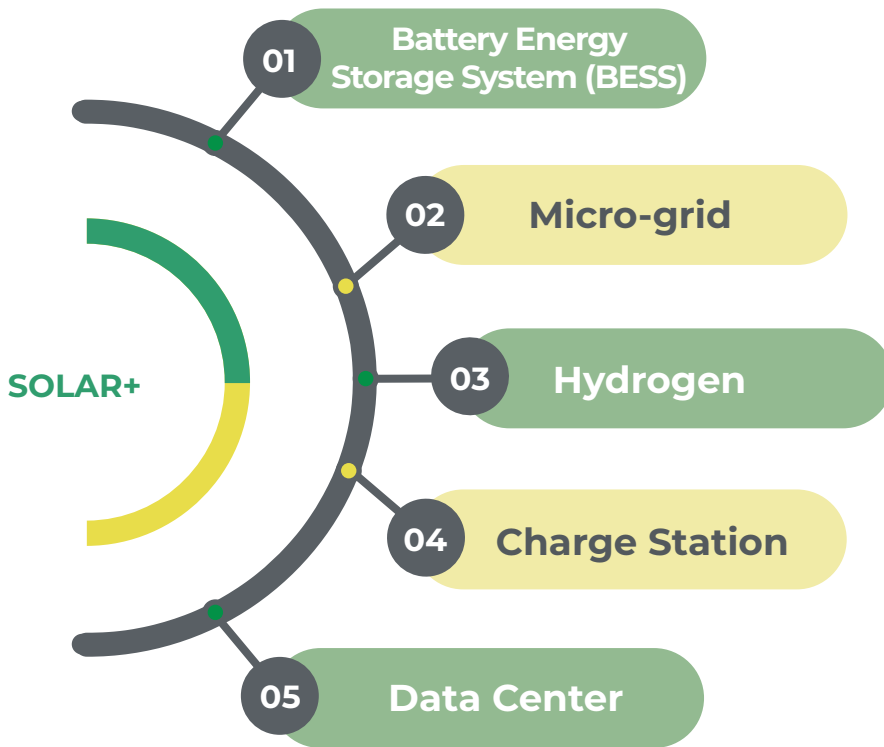 01
Battery Energy
Storage System (BESS)
02
Micro-grid
SOLAR+
03
Hydrogen
04
Charge Station
05
Data Center